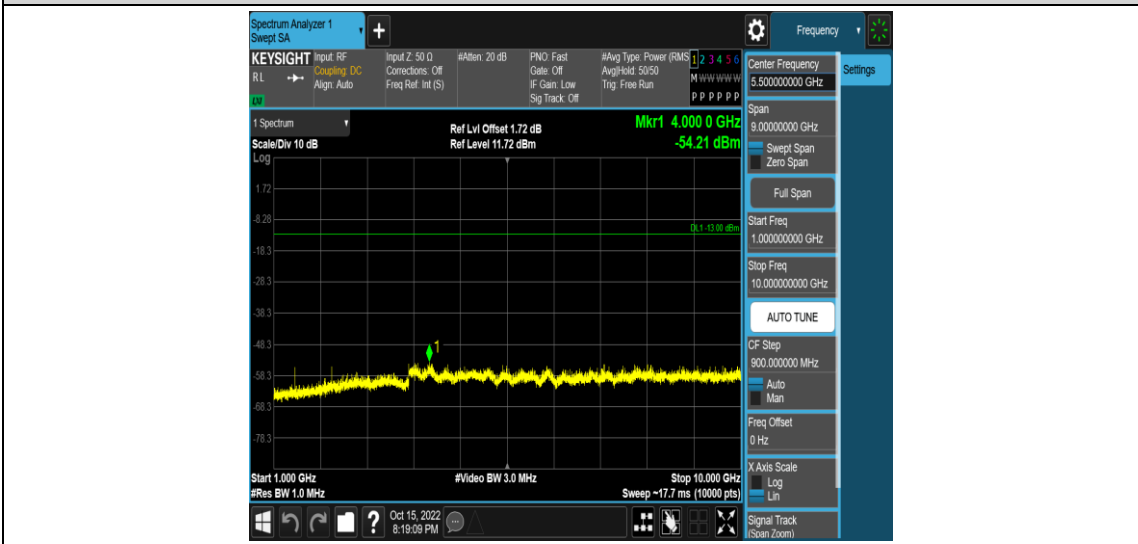 Spectrum Analyzer 1
Swept SA
+
Frequency
KEYSIGHT
RL
LXI
Input: RF
Coupling: DC
Align: Auto
Input Z: 50 Ω
Corrections: Off
Freq Ref: Int (S)
#Atten: 20 dB
PNO: Fast
Gate: Off
IF Gain: Low
Sig Track: Off
#Avg Type: Power (RMS
Avg|Hold: 50/50
Trig: Free Run
1 2 3 4 5 6
M W W W W W
P P P P P P
1 Spectrum
Scale/Div 10 dB
Log
Ref Lvl Offset 1.72 dB
Ref Level 11.72 dBm
Mkr1 4.000 0 GHz
-54.21 dBm
1.72
-8.28
-18.3
-28.3
-38.3
-48.3
-58.3
-68.3
-78.3
DL1 -13.00 dBm
1
Start 1.000 GHz
#Res BW 1.0 MHz
#Video BW 3.0 MHz
Stop 10.000 GHz
Sweep ~17.7 ms (10000 pts)
Oct 15, 2022
8:19:09 PM
?
Center Frequency
5.500000000 GHz
Settings
Span
9.00000000 GHz
Swept Span
Zero Span
Full Span
Start Freq
1.000000000 GHz
Stop Freq
10.000000000 GHz
AUTO TUNE
CF Step
900.000000 MHz
Auto
Man
Freq Offset
0 Hz
X Axis Scale
Log
Lin
Signal Track
(Span Zoom)